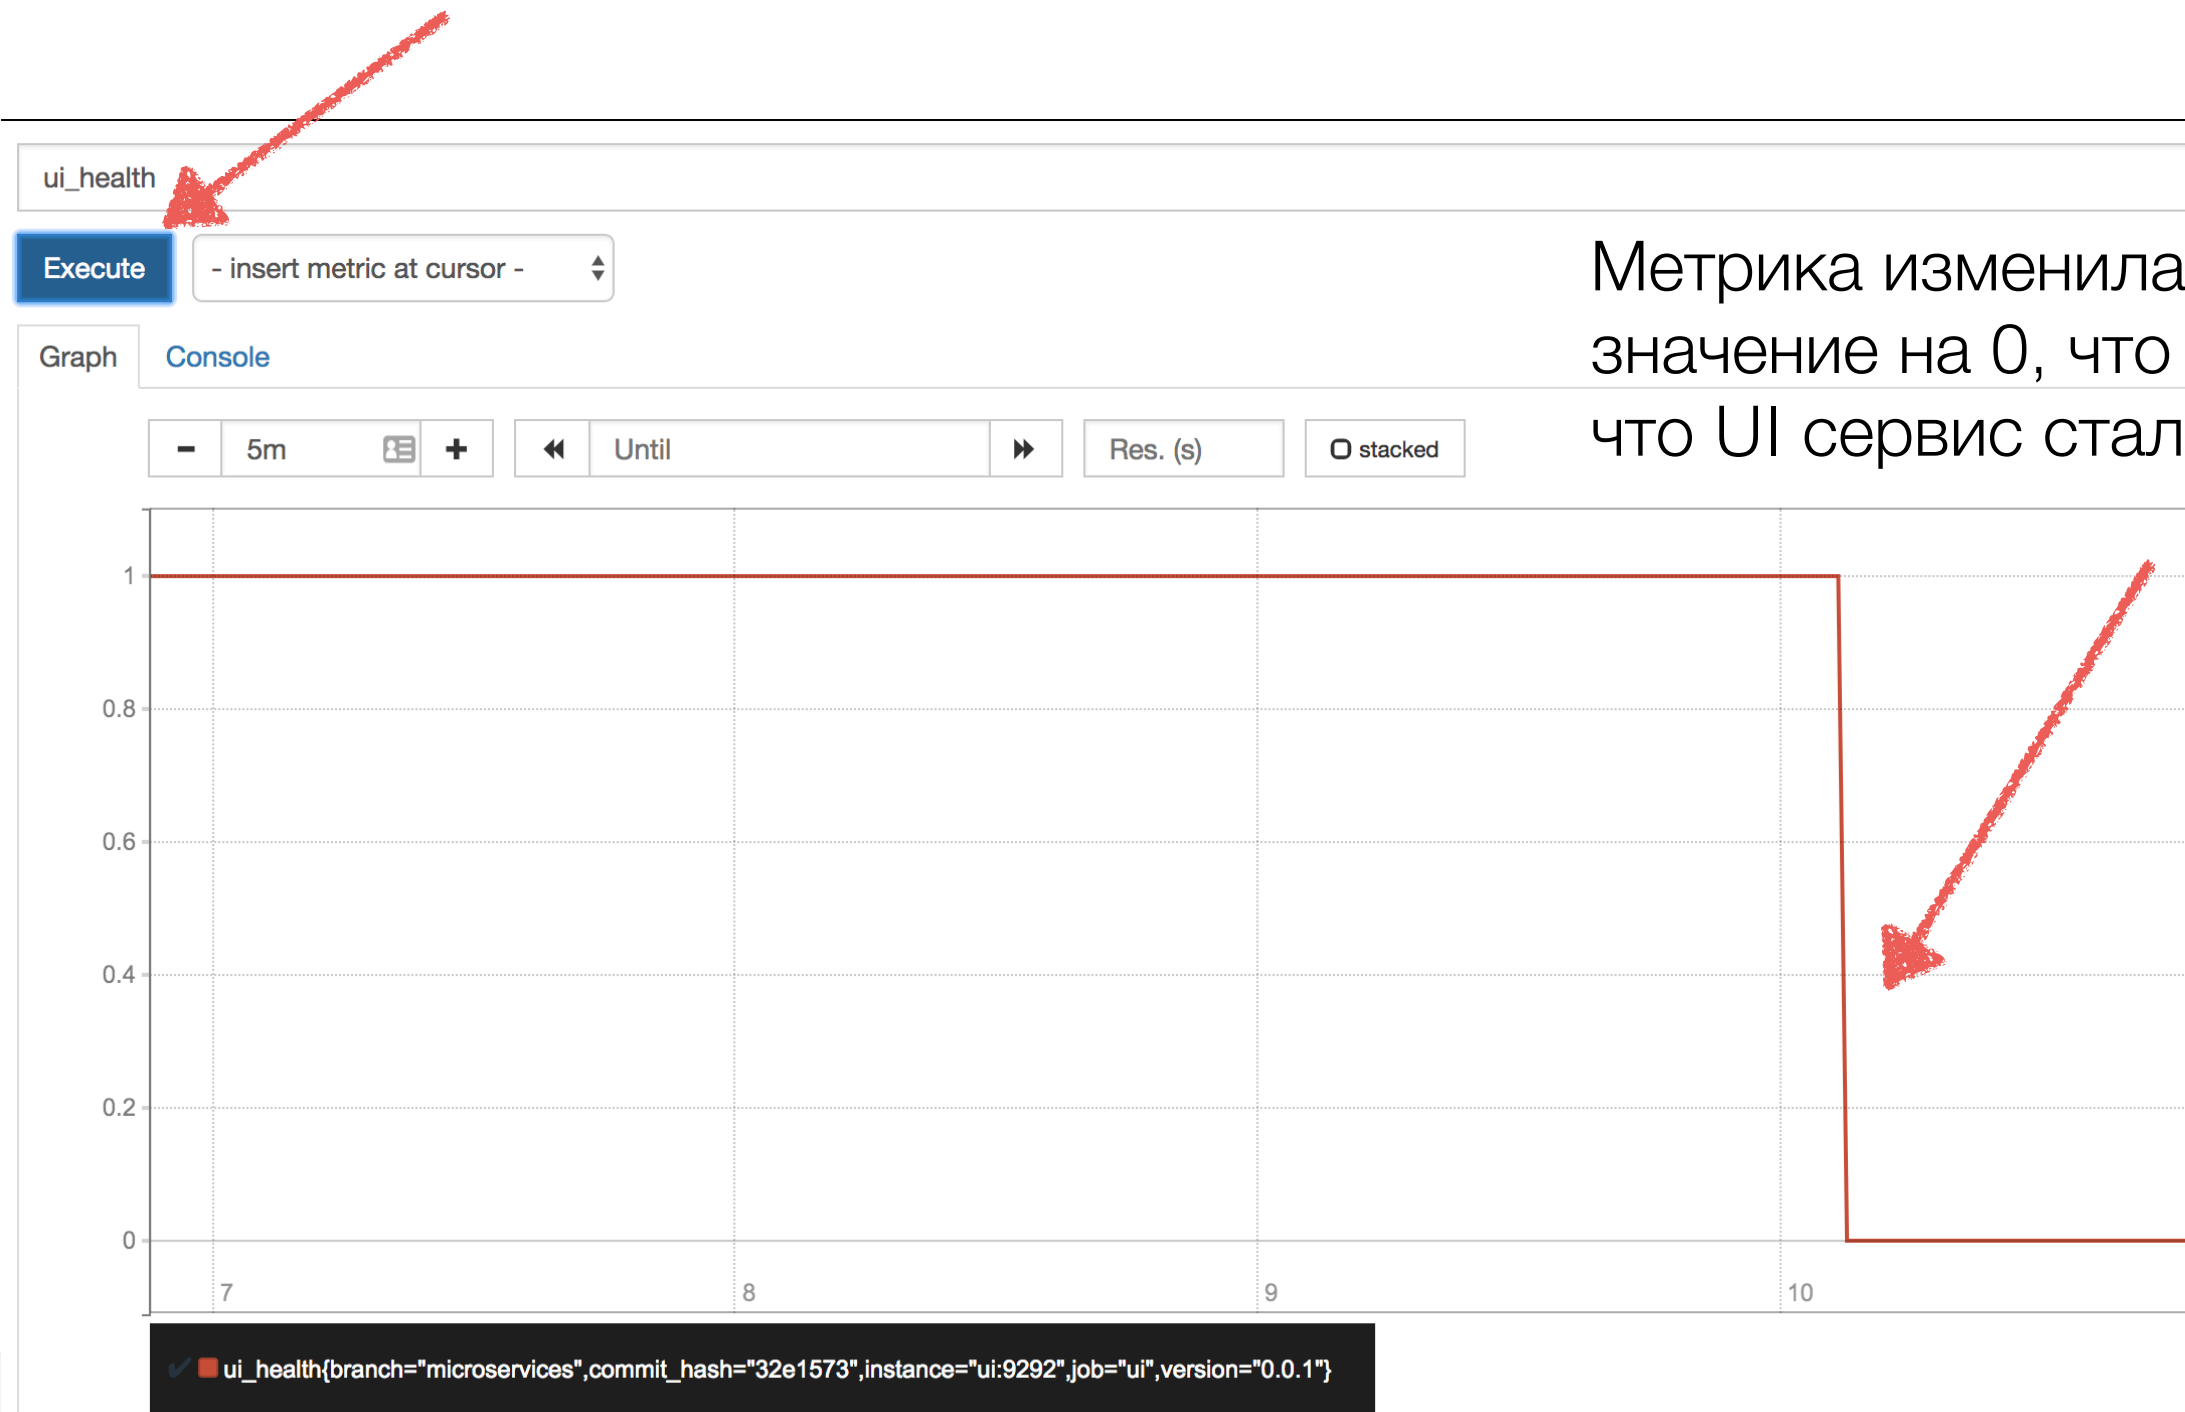 ui_health
Execute
- insert metric at cursor -
Метрика изменила
значение на 0, что
что UI сервис стал
Graph
Console
5m
Until
Res. (s)
stacked
1
0.8
0.6
0.4
0.2
0
7
8
9
10
ui_health{branch="microservices",commit_hash="32e1573",instance="ui:9292",job="ui",version="0.0.1"}